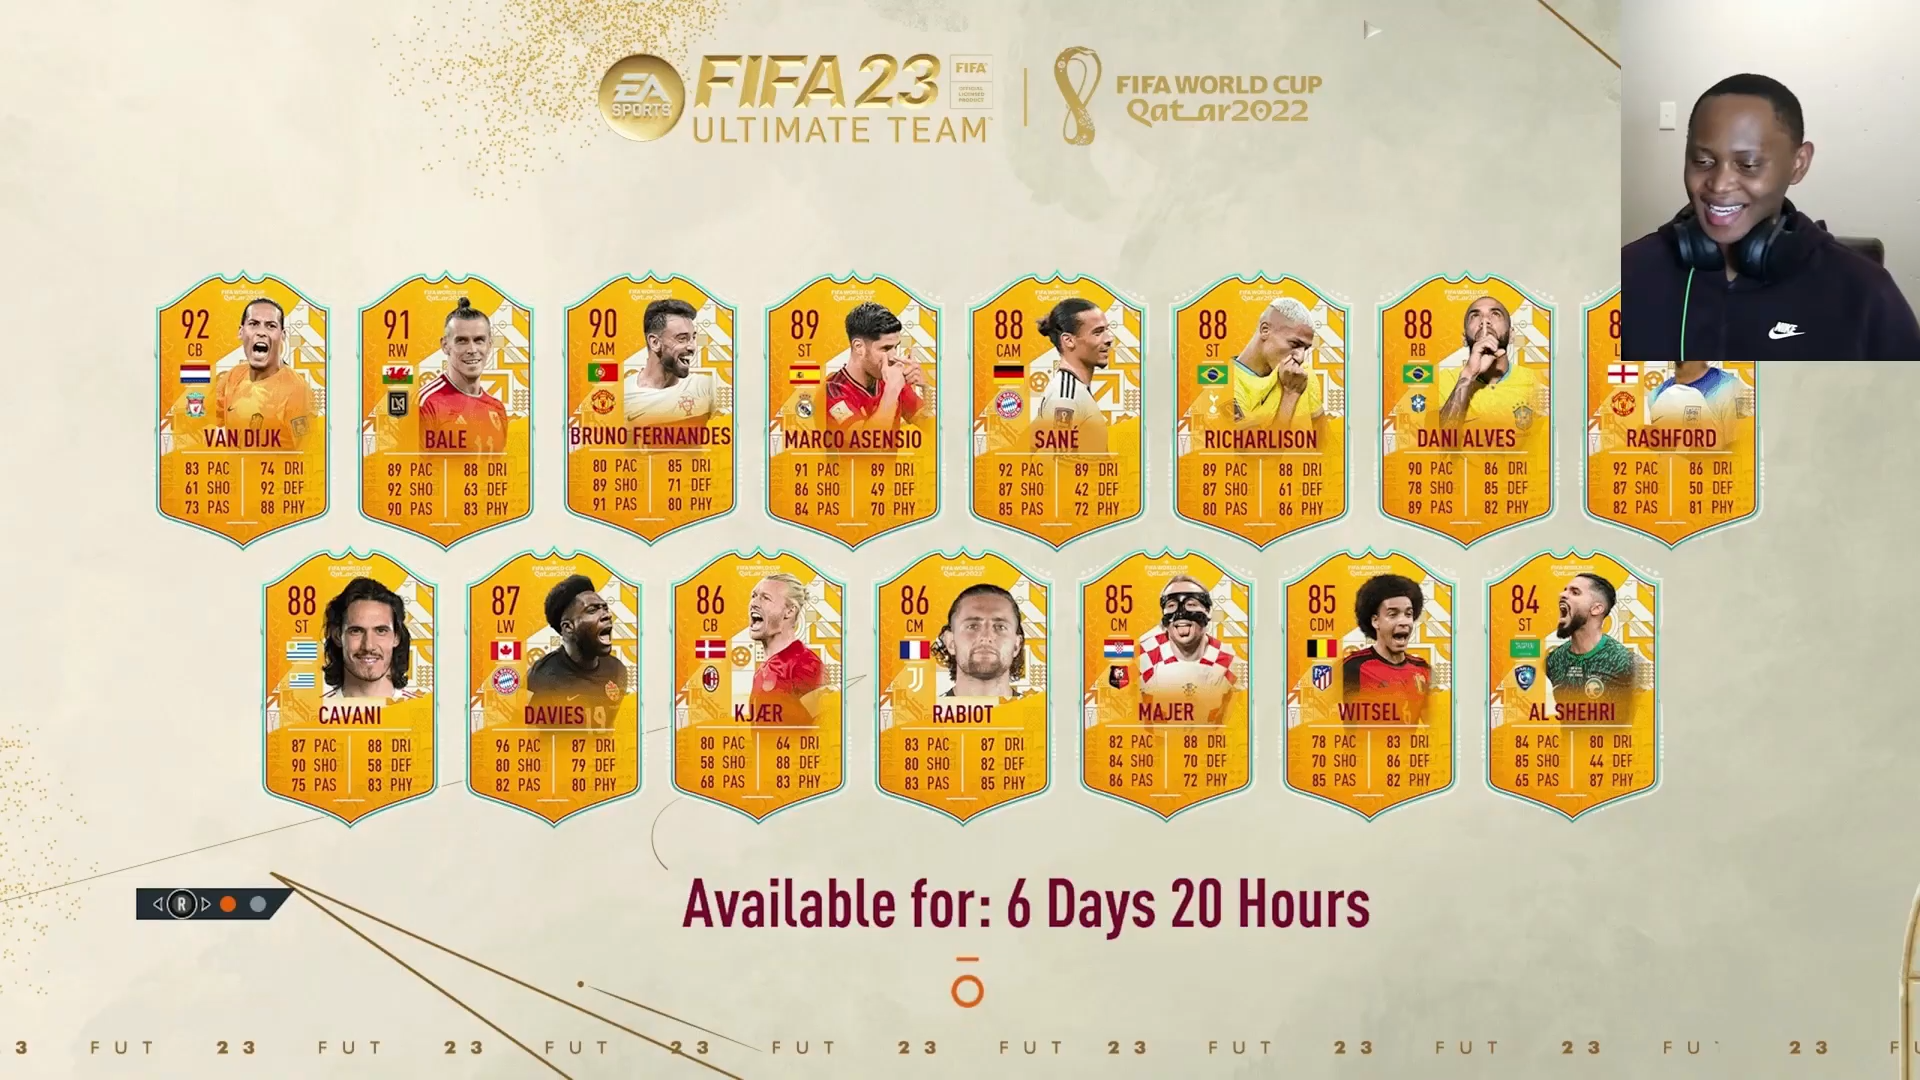 EA SPORTS
FIFA 23
FIFA
OFFICIAL LICENSED PRODUCT
ULTIMATE TEAM
FIFA WORLD CUP
Qatar2022
92 CB
VAN DIJK
83 PAC 74 DRI
61 SHO 92 DEF
73 PAS 88 PHY
91 RW
BALE
89 PAC 88 DRI
92 SHO 63 DEF
90 PAS 83 PHY
90 CAM
BRUNO FERNANDES
80 PAC 85 DRI
89 SHO 71 DEF
91 PAS 80 PHY
89 ST
MARCO ASENSIO
91 PAC 89 DRI
86 SHO 49 DEF
84 PAS 70 PHY
88 CAM
SANÉ
92 PAC 89 DRI
87 SHO 42 DEF
85 PAS 72 PHY
88 ST
RICHARLISON
89 PAC 88 DRI
87 SHO 61 DEF
80 PAS 86 PHY
88 RB
DANI ALVES
90 PAC 86 DRI
78 SHO 85 DEF
89 PAS 82 PHY
RASHFORD
92 PAC 86 DRI
87 SHO 50 DEF
82 PAS 81 PHY
NIKE
88 ST
CAVANI
87 PAC 88 DRI
90 SHO 58 DEF
75 PAS 83 PHY
87 LW
DAVIES
96 PAC 87 DRI
80 SHO 79 DEF
82 PAS 80 PHY
86 CB
KJÆR
80 PAC 64 DRI
58 SHO 88 DEF
68 PAS 83 PHY
86 CM
RABIOT
83 PAC 87 DRI
80 SHO 82 DEF
83 PAS 85 PHY
85 CM
MAJER
82 PAC 88 DRI
84 SHO 70 DEF
86 PAS 72 PHY
85 CDM
WITSEL
78 PAC 83 DRI
70 SHO 86 DEF
85 PAS 82 PHY
84 ST
AL SHEHRI
84 PAC 80 DRI
85 SHO 44 DEF
65 PAS 87 PHY
R
Available for: 6 Days 20 Hours
3 FUT 23 FUT 23 FUT 23 FUT 23 FUT 23 FUT 23 FUT 23 FU 23